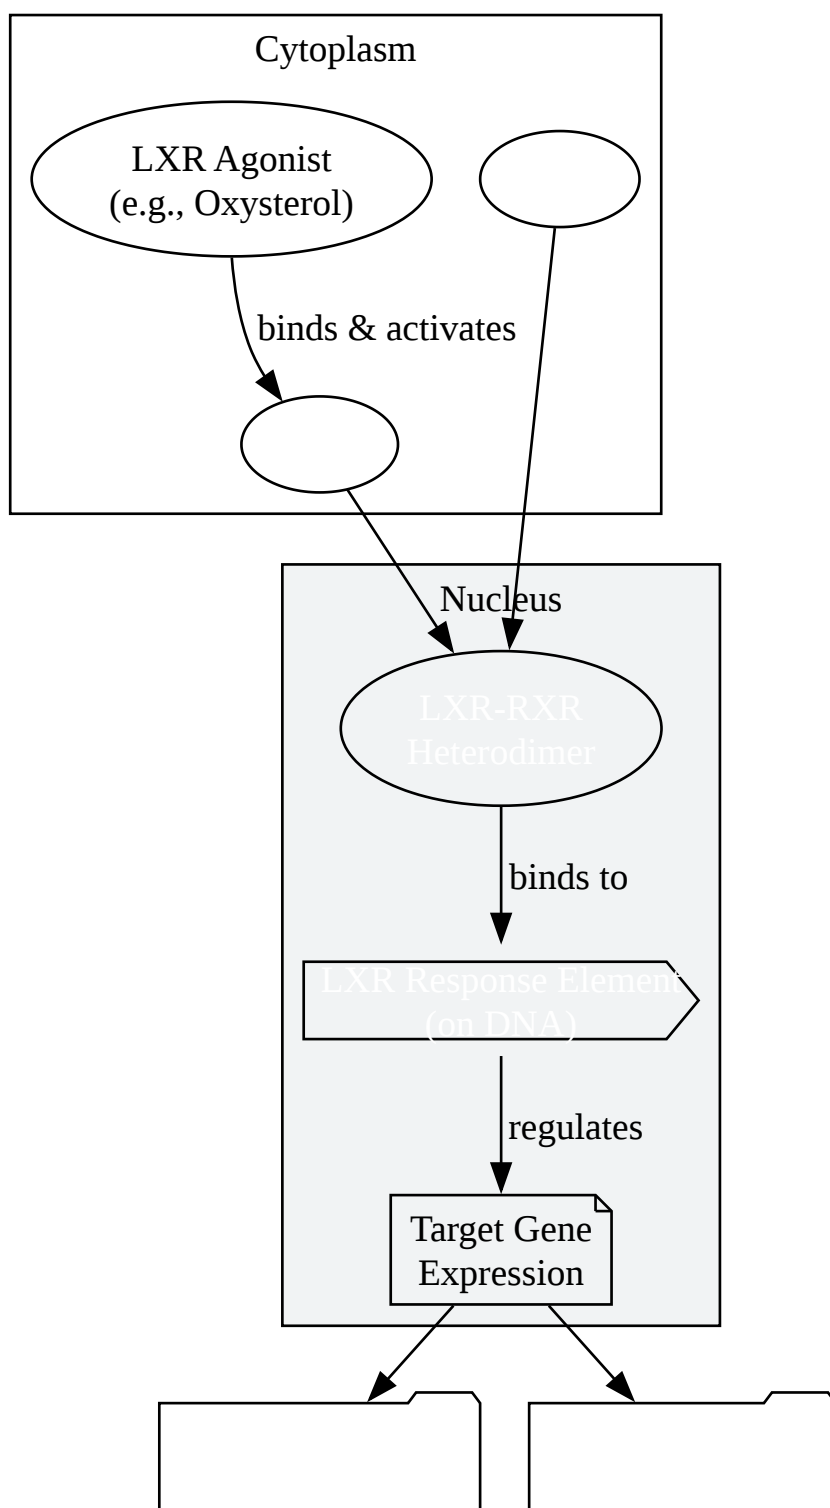 Cytoplasm
LXR Agonist
(e.g., Oxysterol)
binds & activates
Nucleus
LXR-RXR
Heterodimer
binds to
LXR Response Element
(on DNA)
regulates
Target Gene
Expression